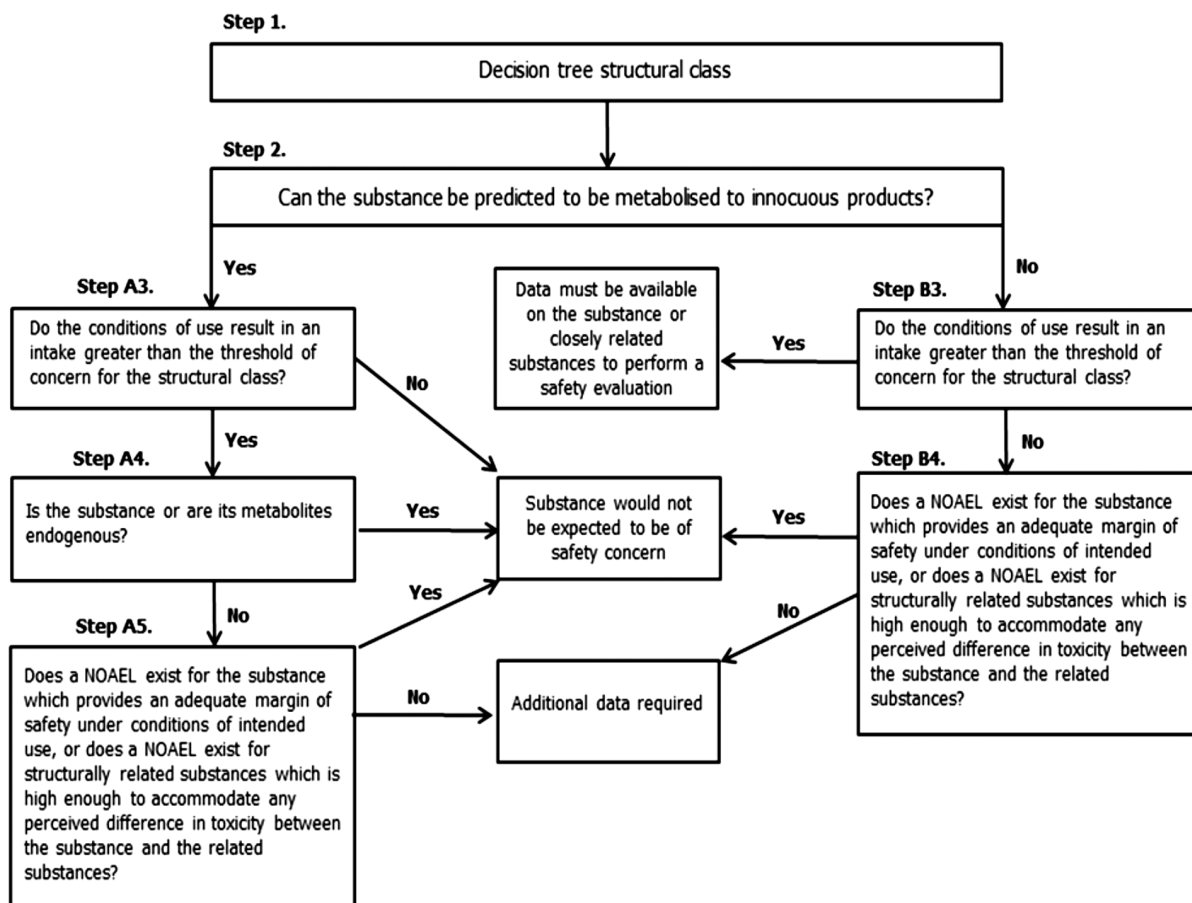 Step 1.
Decision tree structural class
Step 2.
Can the substance be predicted to be metabolised to innocuous products?
Yes
No
Step A3.
Do the conditions of use result in an
intake greater than the threshold of
concern for the structural class?
Data must be available
on the substance or
closely related
substances to perform a
safety evaluation
Step B3.
Do the conditions of use result in an
intake greater than the threshold of
concern for the structural class?
Yes
No
Yes
No
Step A4.
Is the substance or are its metabolites
endogenous?
Yes
Substance would not
be expected to be of
safety concern
Yes
Step B4.
Does a NOAEL exist for the substance
which provides an adequate margin of
safety under conditions of intended
use, or does a NOAEL exist for
structurally related substances which is
high enough to accommodate any
perceived difference in toxicity between
the substance and the related
substances?
No
Yes
No
Step A5.
Does a NOAEL exist for the substance
which provides an adequate margin of
safety under conditions of intended
use, or does a NOAEL exist for
structurally related substances which is
high enough to accommodate any
perceived difference in toxicity between
the substance and the related
substances?
No
Additional data required